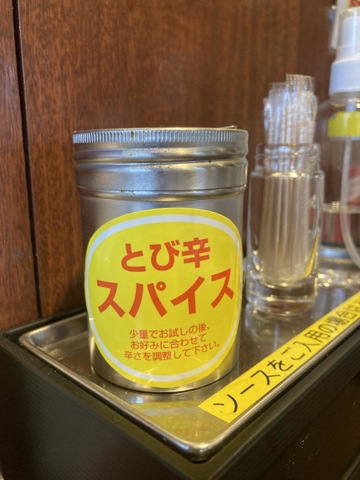 とび辛
スパイス
少量でお試しの後、
お好みに合わせて
辛さを調整して下さい。
ソースをご入用の場合は